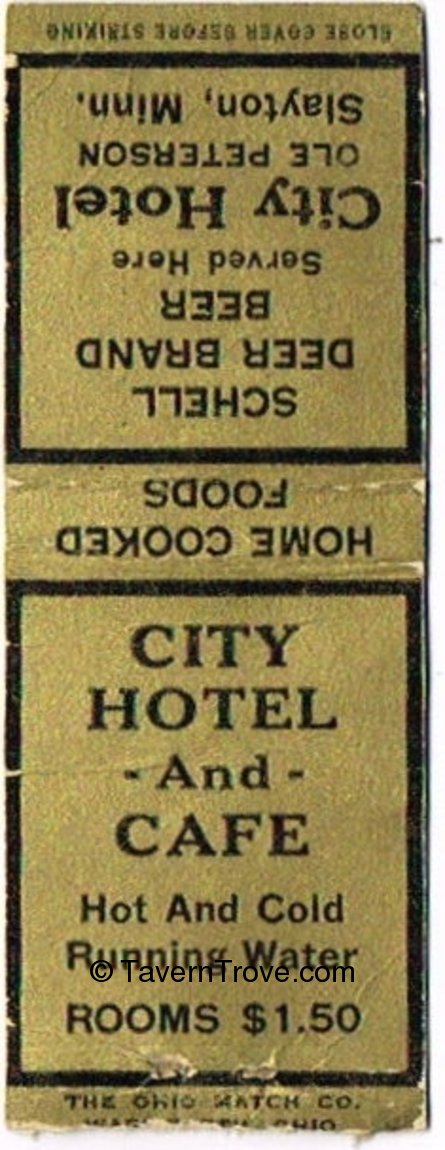 CLOSE COVER BEFORE STRIKING
SCHELL
DEER BRAND
BEER
Served Here
City Hotel
OLE PETERSON
Slayton, Minn.
HOME COOKED
FOODS
CITY
HOTEL
- And -
CAFE
Hot And Cold
Running Water
© TavernTrove.com
ROOMS $1.50
THE OHIO MATCH CO.
OHIO